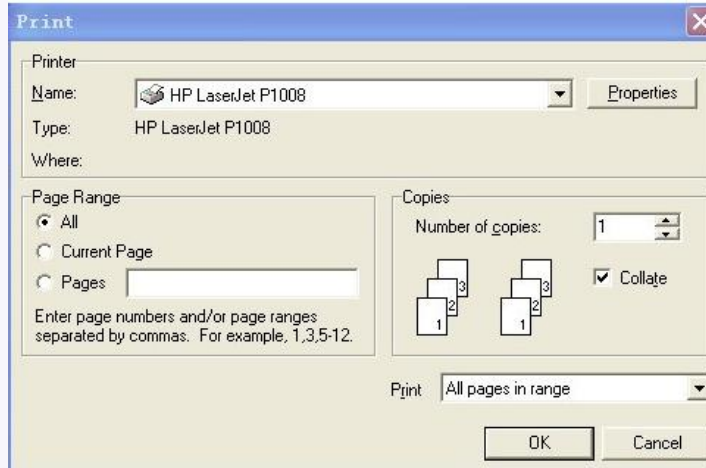 Print
Printer
Name: HP LaserJet P1008 Properties
Type: HP LaserJet P1008
Where:
Page Range
All
Current Page
Pages
Enter page numbers and/or page ranges
separated by commas. For example, 1,3,5-12.
Copies
Number of copies: 1
1 2 3 1 2 3
Collate
Print All pages in range
OK Cancel